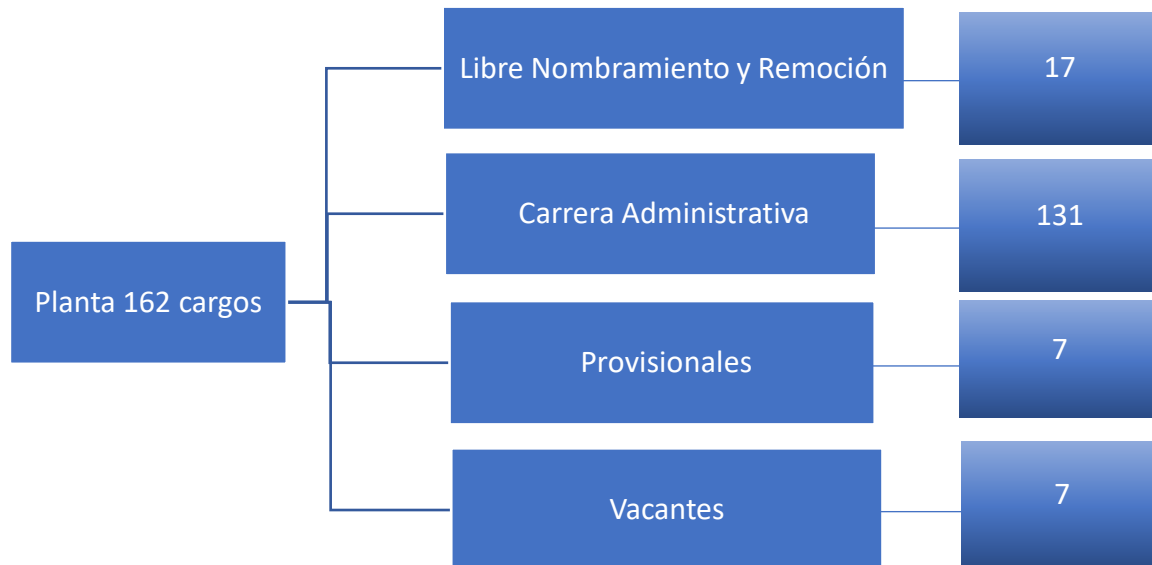 Planta 162 cargos
Libre Nombramiento y Remoción
17
Carrera Administrativa
131
Provisionales
7
Vacantes
7